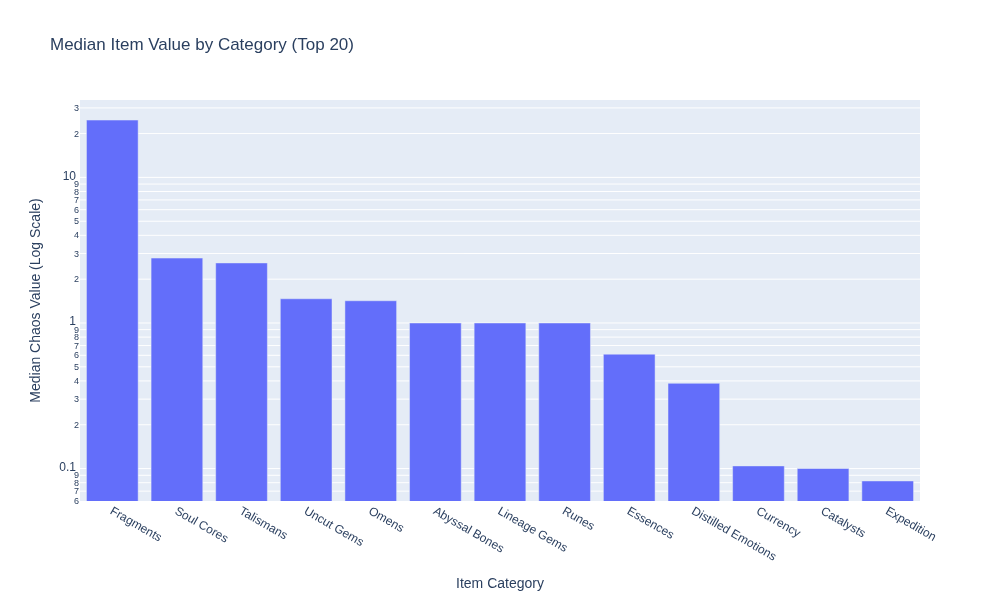 Median Item Value by Category (Top 20)
Median Chaos Value (Log Scale)
3
2
10
9
8
7
6
5
4
3
2
1
9
8
7
6
5
4
3
2
0.1
9
8
7
6
Fragments
Soul Cores
Talismans
Uncut Gems
Omens
Abyssal Bones
Lineage Gems
Runes
Essences
Distilled Emotions
Currency
Catalysts
Expedition
Item Category